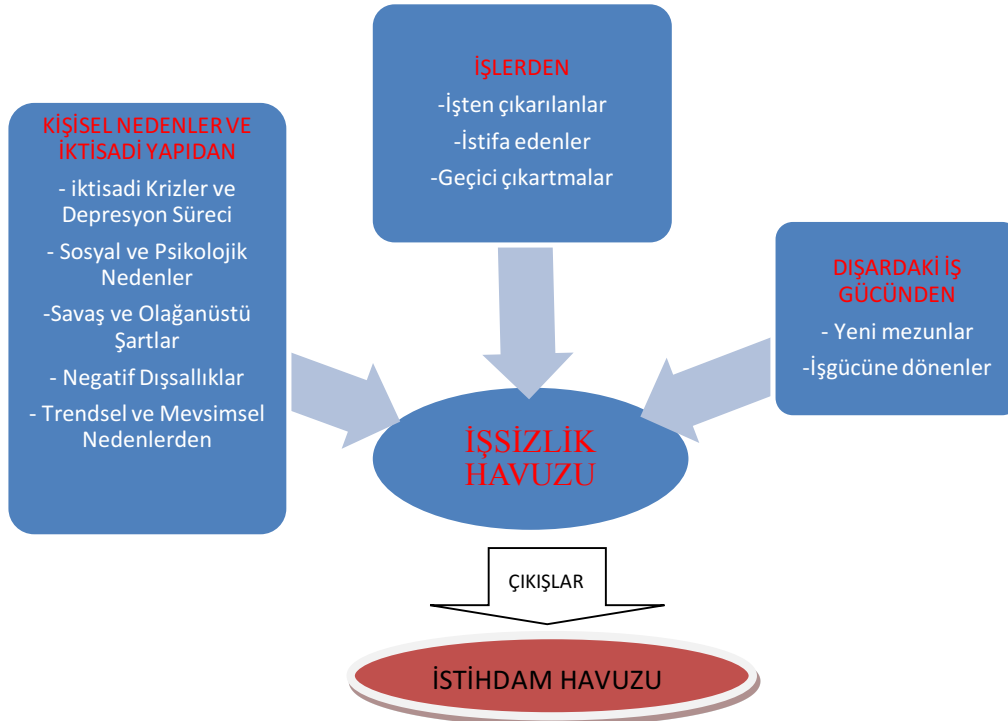 KİŞİSEL NEDENLER VE
İKTİSADİ YAPIDAN
- iktisadi Krizler ve
Depresyon Süreci
- Sosyal ve Psikolojik
Nedenler
-Savaş ve Olağanüstü
Şartlar
- Negatif Dışsallıklar
- Trendsel ve Mevsimsel
Nedenlerden
İŞLERDEN
-İşten çıkarılanlar
-İstifa edenler
-Geçici çıkartmalar
DIŞARDAKİ İŞ
GÜCÜNDEN
- Yeni mezunlar
-İşgücüne dönenler
İŞSİZLİK
HAVUZU
ÇIKIŞLAR
İSTİHDAM HAVUZU